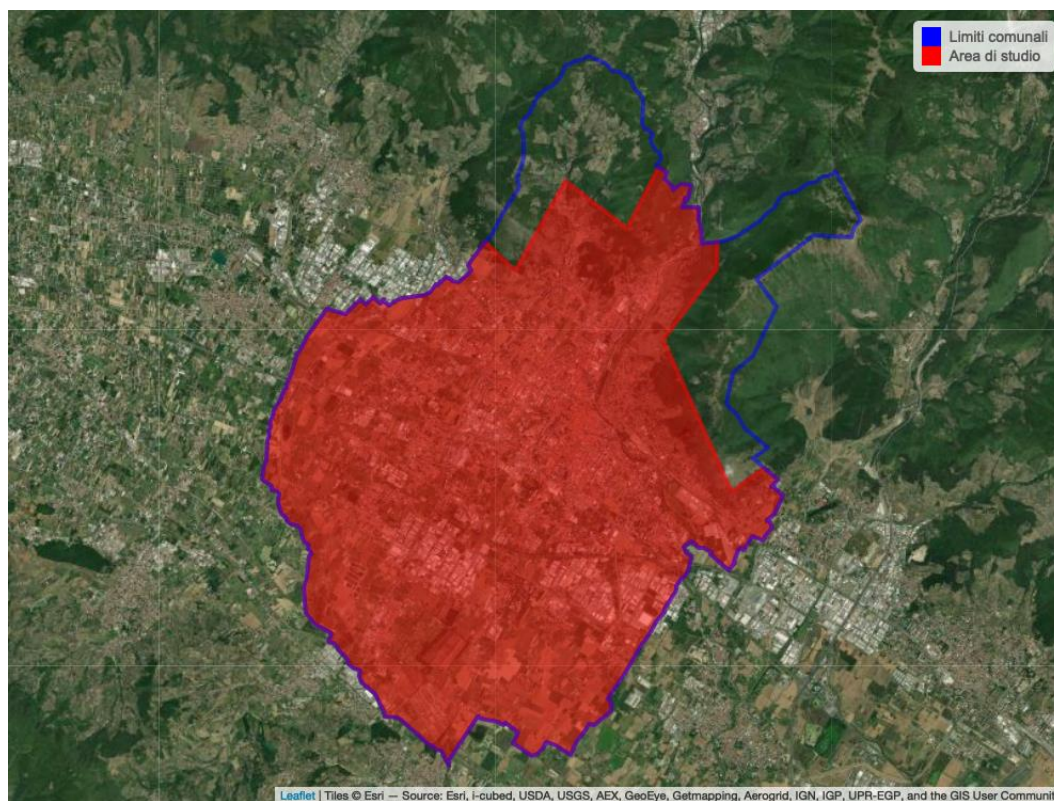 Limiti comunali
Area di studio
Leaflet | Tiles © Esri — Source: Esri, i-cubed, USDA, USGS, AEX, GeoEye, Getmapping, Aerogrid, IGN, IGP, UPR-EGP, and the GIS User Communi